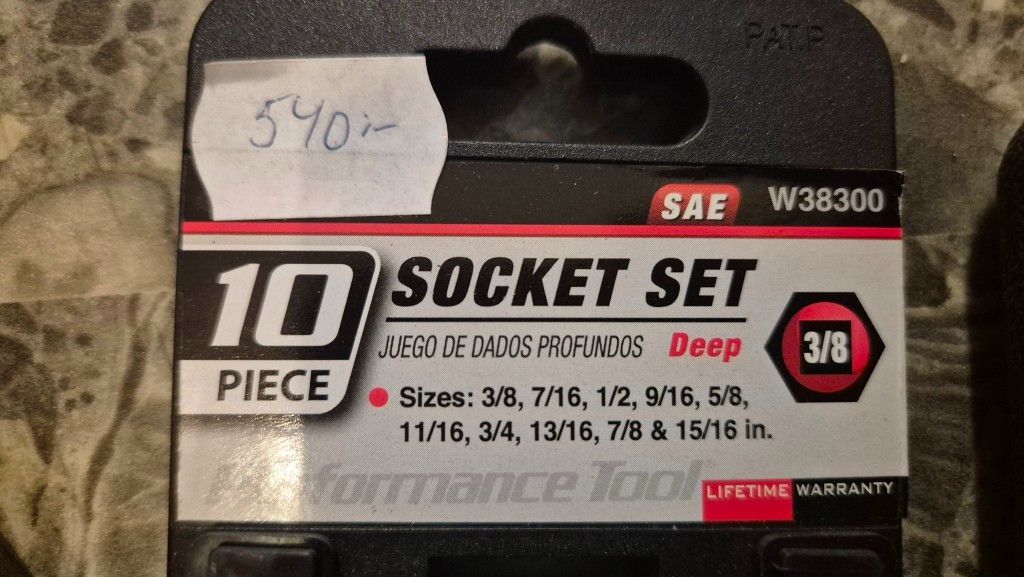 PAT.P
540:-
SAE W38300
10
PIECE
SOCKET SET
JUEGO DE DADOS PROFUNDOS Deep
3/8
Sizes: 3/8, 7/16, 1/2, 9/16, 5/8,
11/16, 3/4, 13/16, 7/8 & 15/16 in.
Performance Tool
LIFETIME WARRANTY